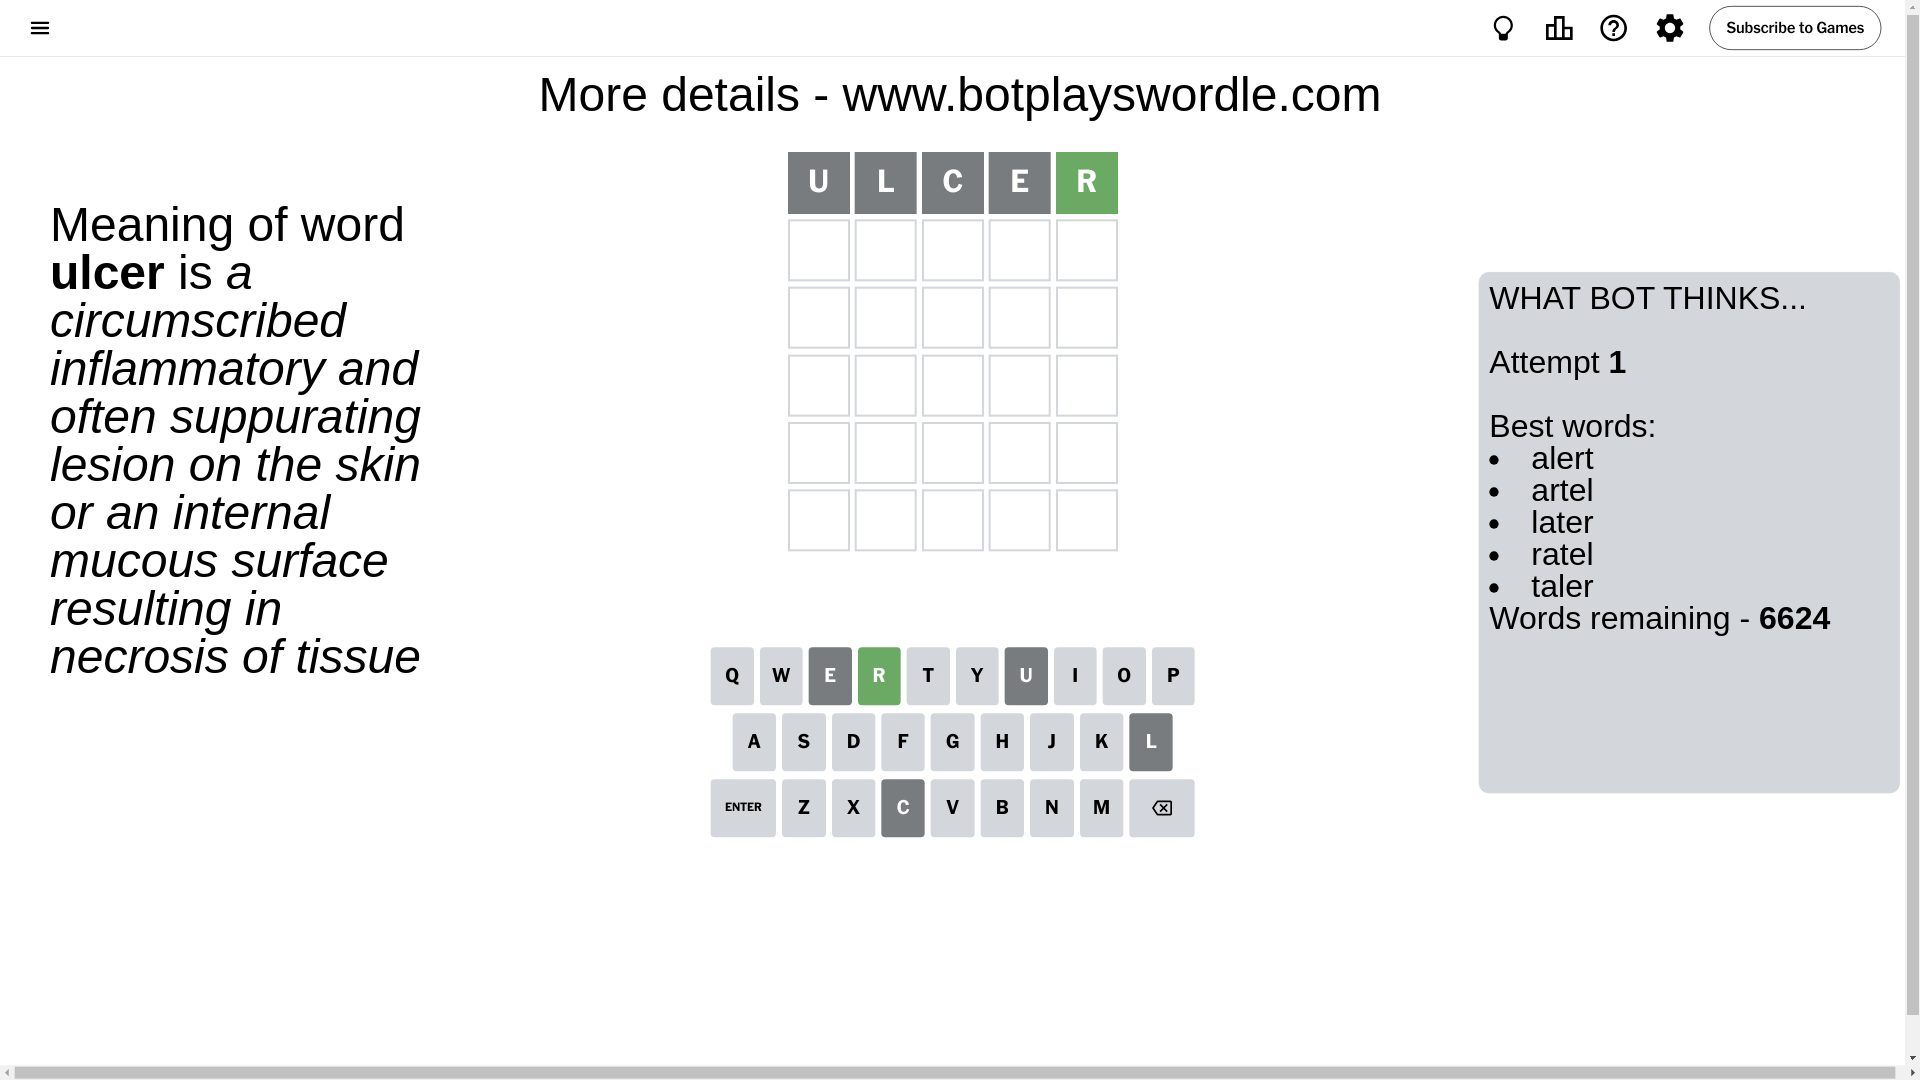 Subscribe to Games
More details - www.botplayswordle.com
Meaning of word
ulcer is a
circumscribed
inflammatory and
often suppurating
lesion on the skin
or an internal
mucous surface
resulting in
necrosis of tissue
U L C E R
WHAT BOT THINKS...
Attempt 1
Best words:
• alert
• artel
• later
• ratel
• taler
Words remaining - 6624
Q W E R T Y U I O P
A S D F G H J K L
ENTER Z X C V B N M